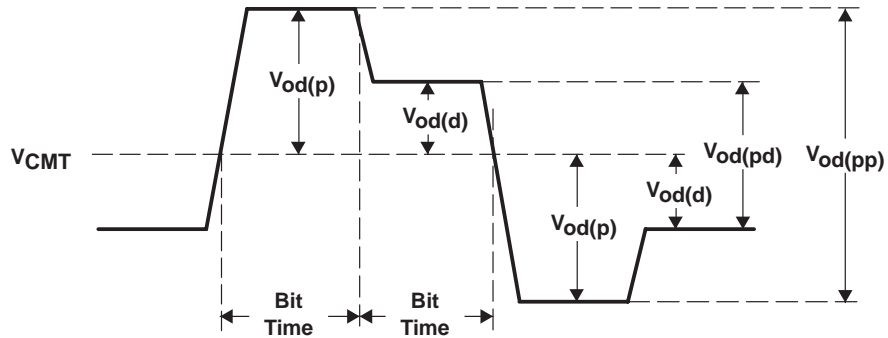 Vod(p)
Vod(d)
VCMT
Vod(pd)
Vod(pp)
Vod(d)
Vod(p)
Bit
Time
Bit
Time